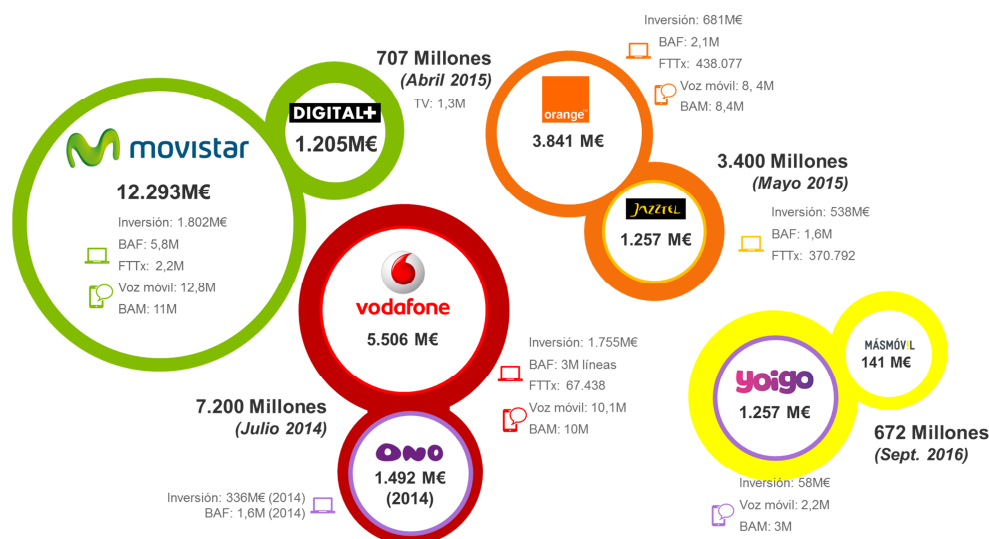 movistar
12.293M€
Inversión: 1.802M€
BAF: 5,8M
FTTx: 2,2M
Voz móvil: 12,8M
BAM: 11M
DIGITAL+
1.205M€
707 Millones
(Abril 2015)
TV: 1,3M
orange™
3.841 M€
Inversión: 681M€
BAF: 2,1M
FTTx: 438.077
Voz móvil: 8, 4M
BAM: 8,4M
JAZZTEL
1.257 M€
3.400 Millones
(Mayo 2015)
Inversión: 538M€
BAF: 1,6M
FTTx: 370.792
vodafone
5.506 M€
Inversión: 1.755M€
BAF: 3M líneas
FTTx: 67.438
Voz móvil: 10,1M
BAM: 10M
7.200 Millones
(Julio 2014)
ONO
1.492 M€
(2014)
Inversión: 336M€ (2014)
BAF: 1,6M (2014)
yoigo
1.257 M€
MÁSMÓVIL
141 M€
672 Millones
(Sept. 2016)
Inversión: 58M€
Voz móvil: 2,2M
BAM: 3M